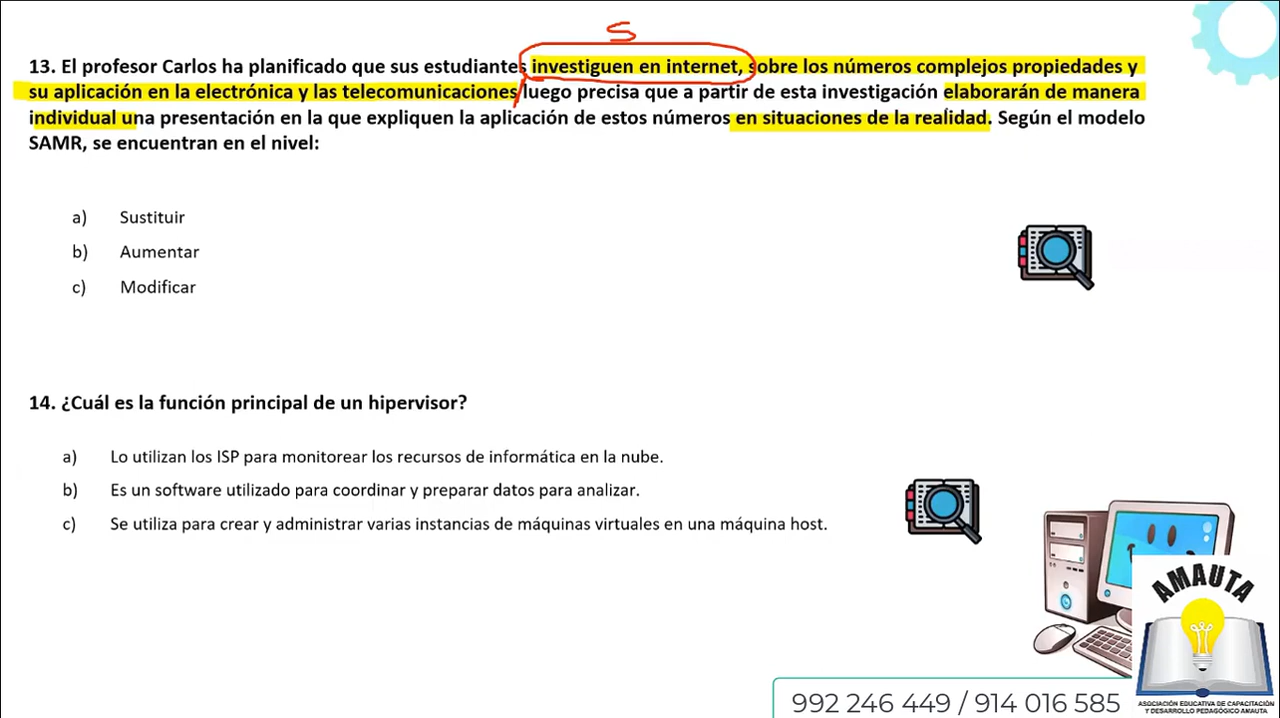 S
13. El profesor Carlos ha planificado que sus estudiantes investiguen en internet, sobre los números complejos propiedades y
su aplicación en la electrónica y las telecomunicaciones luego precisa que a partir de esta investigación elaborarán de manera
individual una presentación en la que expliquen la aplicación de estos números en situaciones de la realidad. Según el modelo
SAMR, se encuentran en el nivel:
a) Sustituir
b) Aumentar
c) Modificar
14. ¿Cuál es la función principal de un hipervisor?
a) Lo utilizan los ISP para monitorear los recursos de informática en la nube.
b) Es un software utilizado para coordinar y preparar datos para analizar.
c) Se utiliza para crear y administrar varias instancias de máquinas virtuales en una máquina host.
AMAUTA
992 246 449 / 914 016 585
ASOCIACIÓN EDUCATIVA DE CAPACITACIÓN
Y DESARROLLO PEDAGÓGICO AMAUTA